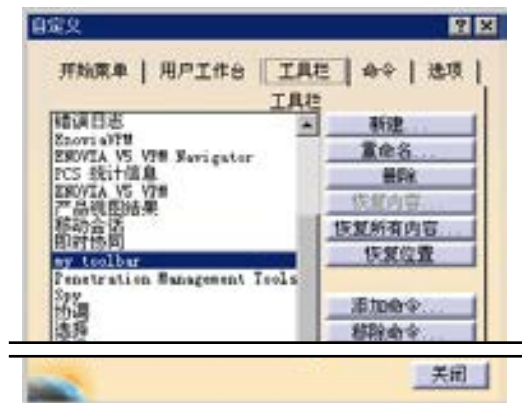 自定义
开始菜单 用户工作台 工具栏 命令 选项
工具栏
错误日志
EnoviaVPM
ENOVIA V5 VPM Navigator
PCS 统计信息
ENOVIA V5 VPM
产品视图结果
移动会话
即时协同
my toolbar
Penetration Management Tools
Spy
协调
选择
新建...
重命名...
删除
恢复内容...
恢复所有内容...
恢复位置
添加命令...
移除命令...
关闭